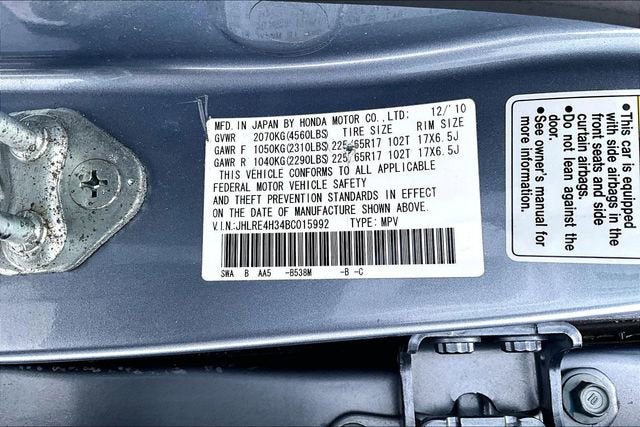 MFD. IN JAPAN BY HONDA MOTOR CO.,LTD: 12/'10
GVWR 2070KG(4560LBS) TIRE SIZE RIM SIZE
GAWR F 1050KG(2310LBS) 225/65R17 102T 17X6.5J
GAWR R 1040KG(2290LBS) 225/65R17 102T 17X6.5J
THIS VEHICLE CONFORMS TO ALL APPLICABLE
FEDERAL MOTOR VEHICLE SAFETY
AND THEFT PREVENTION STANDARDS IN EFFECT
ON THE DATE OF MANUFACTURE SHOWN ABOVE.
V.I.N:JHLRE4H34BC015992 TYPE: MPV
SWA B AA5 -B538M -B -C
This car is equipped
with side airbags in the
front seats and side
curtain airbags.
•Do not lean against the
door.
•See owner's manual for
more information.